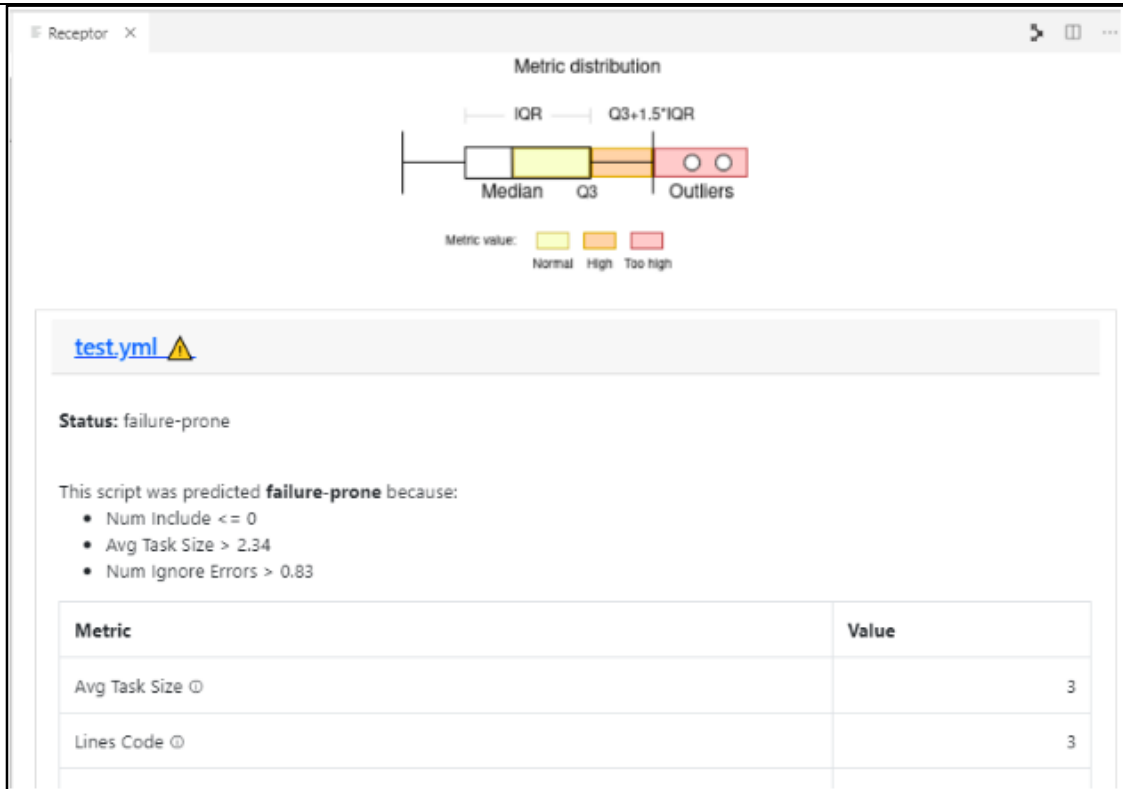 Receptor
Metric distribution
IQR Q3+1.5*IQR
Median Q3 Outliers
Metric value:
Normal High Too high
test.yml
Status: failure-prone
This script was predicted failure-prone because:
• Num Include <= 0
• Avg Task Size > 2.34
• Num Ignore Errors > 0.83
Metric Value
Avg Task Size 3
Lines Code 3